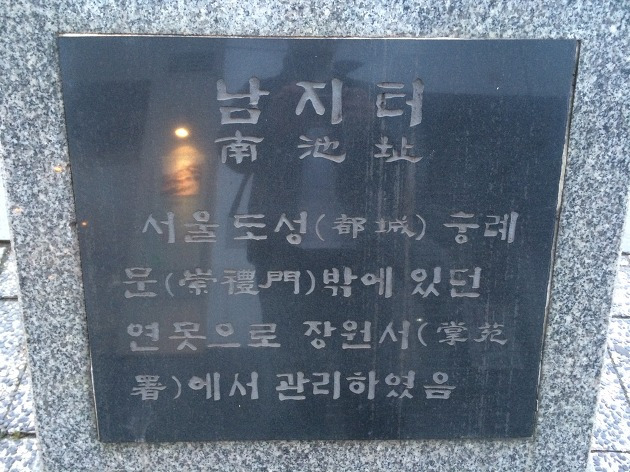 남지터
南池址
서울도성(都城) 숭례
문(崇禮門)밖에 있던
연못으로 장원서(掌苑
署)에서 관리하였음